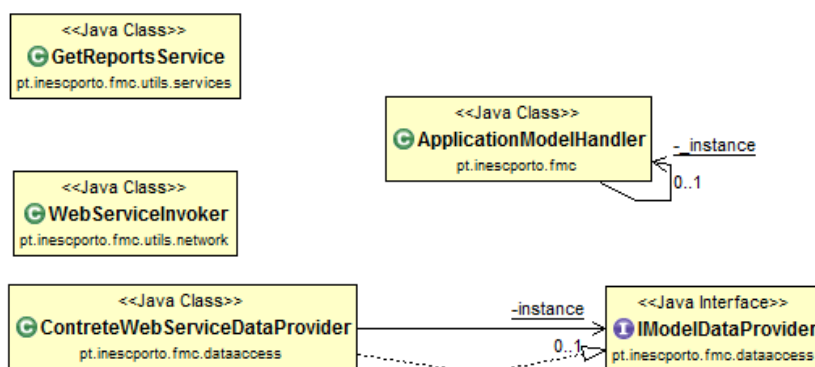 <<Java Class>>
GetReportsService
pt.inescporto.fmc.utils.services
<<Java Class>>
ApplicationModelHandler
pt.inescporto.fmc
-_instance
0..1
<<Java Class>>
WebServiceInvoker
pt.inescporto.fmc.utils.network
<<Java Class>>
ContreteWebServiceDataProvider
pt.inescporto.fmc.dataaccess
-instance
0..1
<<Java Interface>>
IModelDataProvider
pt.inescporto.fmc.dataaccess